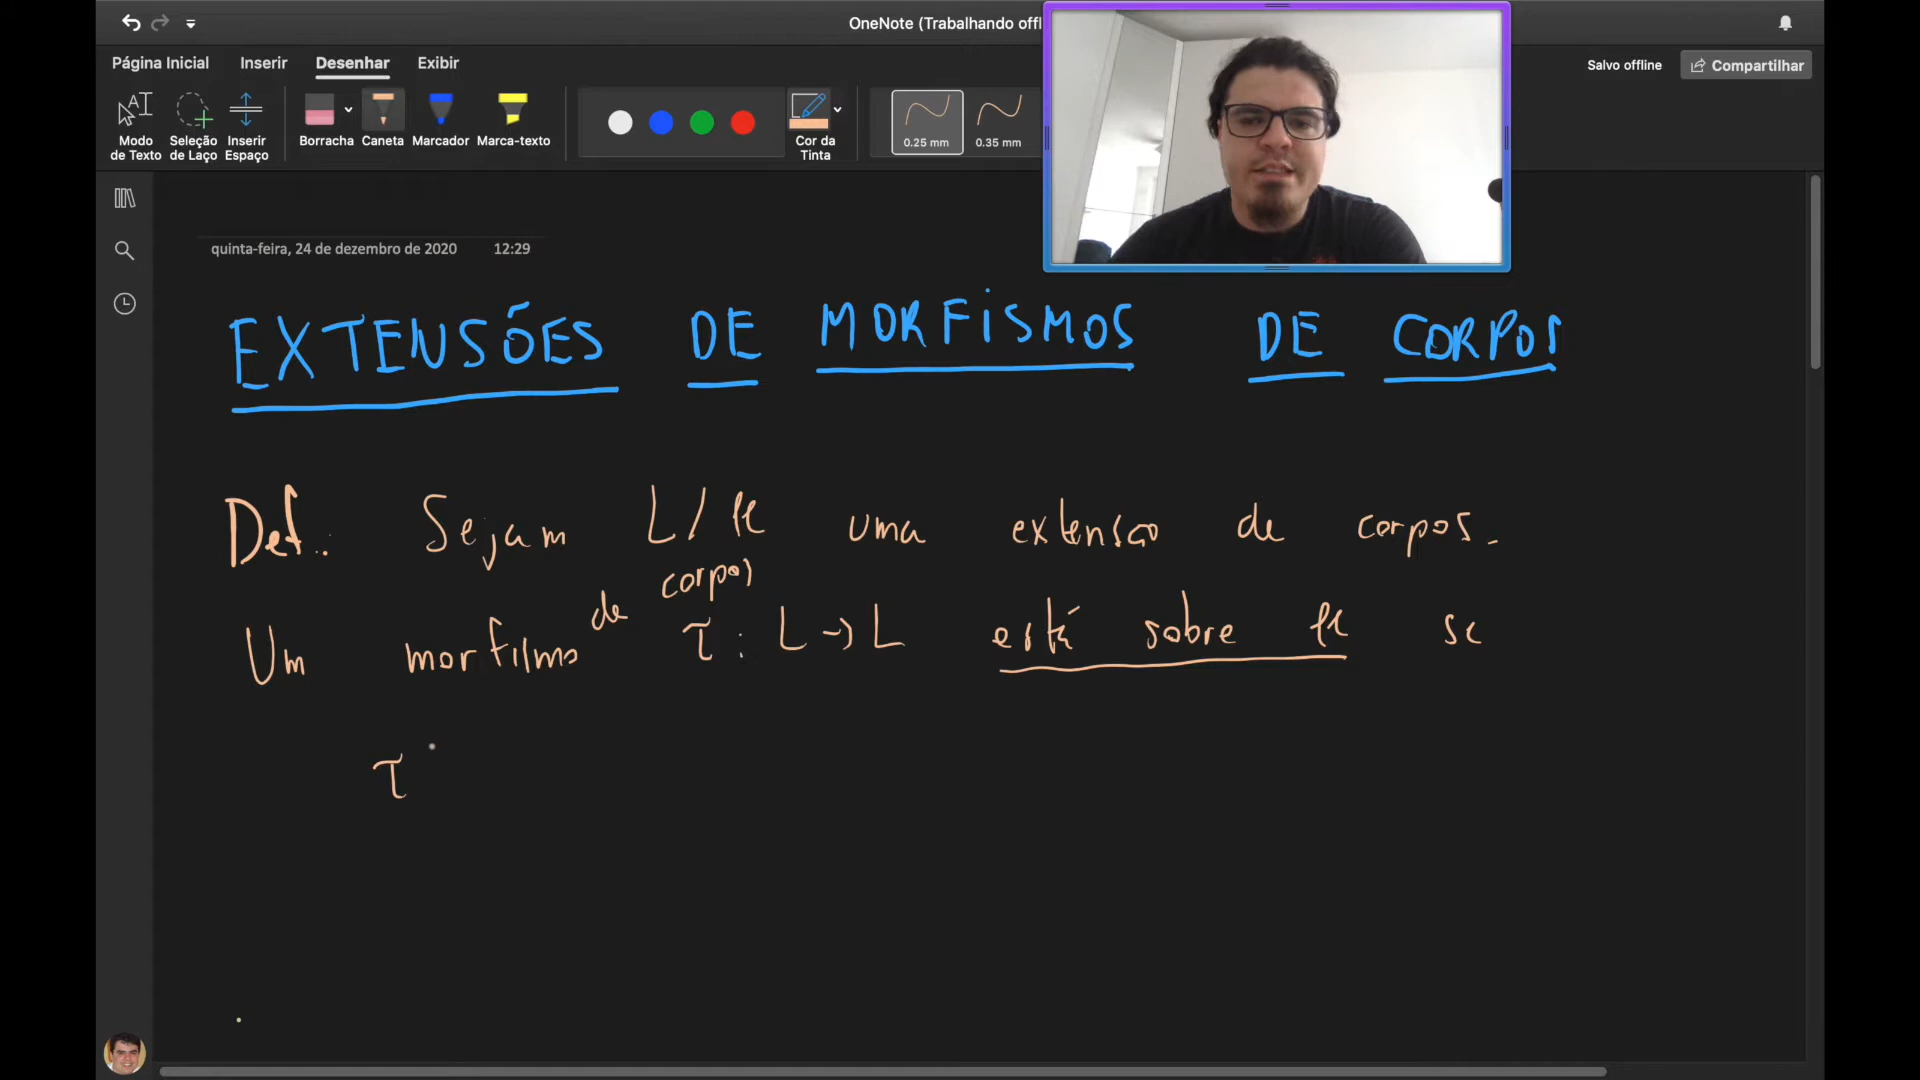 OneNote (Trabalhando offl
Página Inicial Inserir Desenhar Exibir
Salvo offline Compartilhar
Modo de Texto
Seleção de Laço
Inserir Espaço
Borracha Caneta Marcador Marca-texto
Cor da Tinta
0.25 mm 0.35 mm
quinta-feira, 24 de dezembro de 2020 12:29
EXTENSÕES DE MORFISMOS DE CORPOS
Def.: Sejam L/K uma extensão de corpos.
Um morfismo de corpos τ: L → L está sobre K se
τ